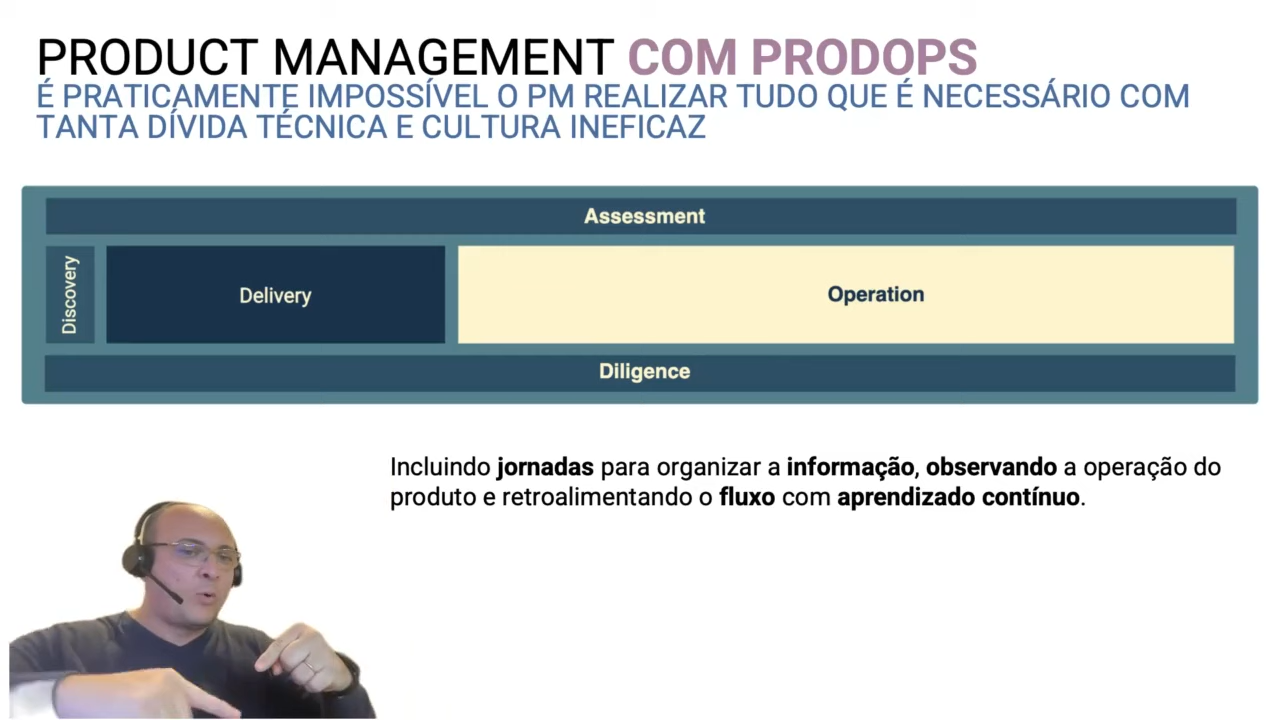 PRODUCT MANAGEMENT COM PRODOPS
É PRATICAMENTE IMPOSSÍVEL O PM REALIZAR TUDO QUE É NECESSÁRIO COM
TANTA DÍVIDA TÉCNICA E CULTURA INEFICAZ
Assessment
Discovery
Delivery
Operation
Diligence
Incluindo jornadas para organizar a informação, observando a operação do
produto e retroalimentando o fluxo com aprendizado contínuo.